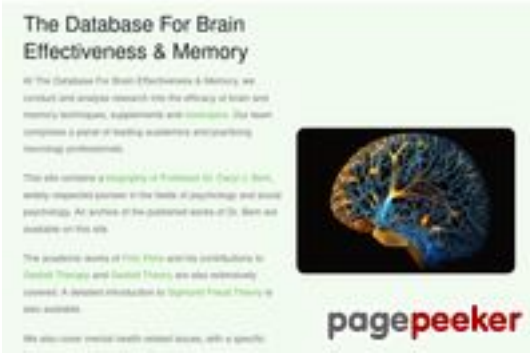 The Database For Brain
Effectiveness & Memory
At The Database For Brain Effectiveness & Memory, we
conduct and analyse research into the efficacy of brain and
memory techniques, supplements and Our team
comprises a panel of leading academics and practising
neurology professionals.
This site contains a biography of Professor Dr. Daryl J. Bem,
widely respected pioneer in the fields of psychology and social
psychology. An archive of the published works of Dr. Bem are
available on this site.
The academic works of Fritz Perls and his contributions to
Gestalt Therapy and Gestalt Theory are also extensively
covered. A detailed introduction to Sigmund Freud Theory is
also available.
We also cover mental health related issues, with a specific
pagepeeker